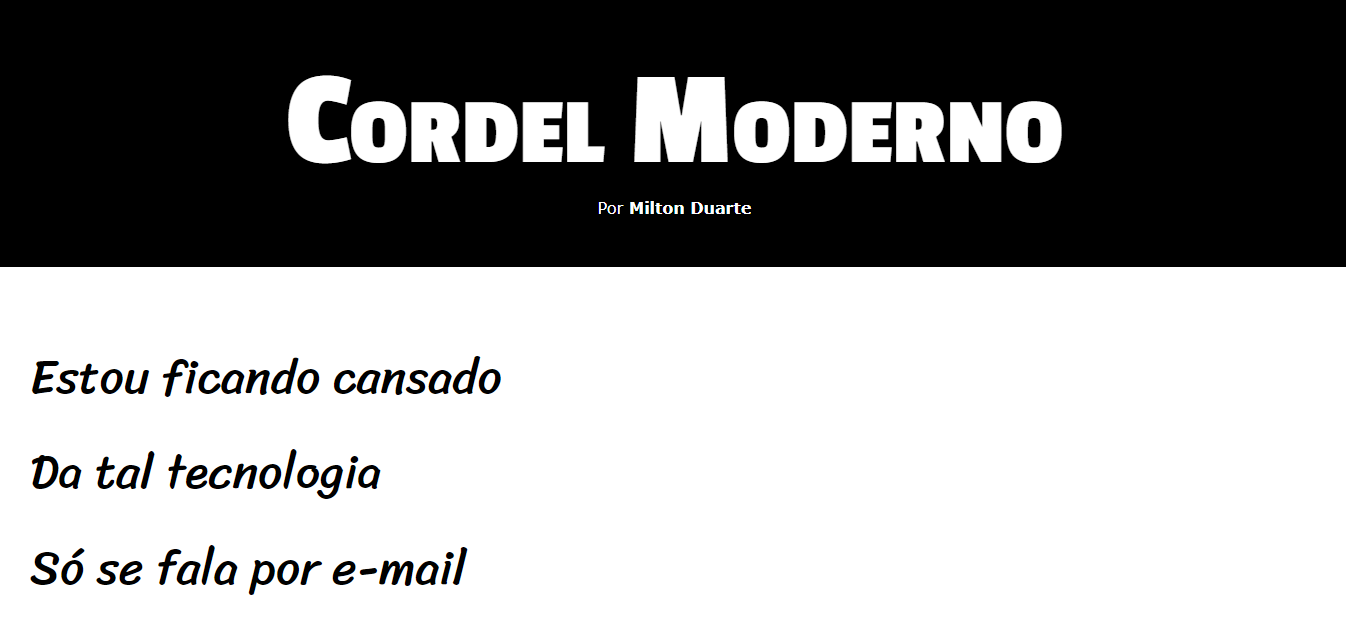 Cordel Moderno
Por Milton Duarte
Estou ficando cansado
Da tal tecnologia
Só se fala por e-mail